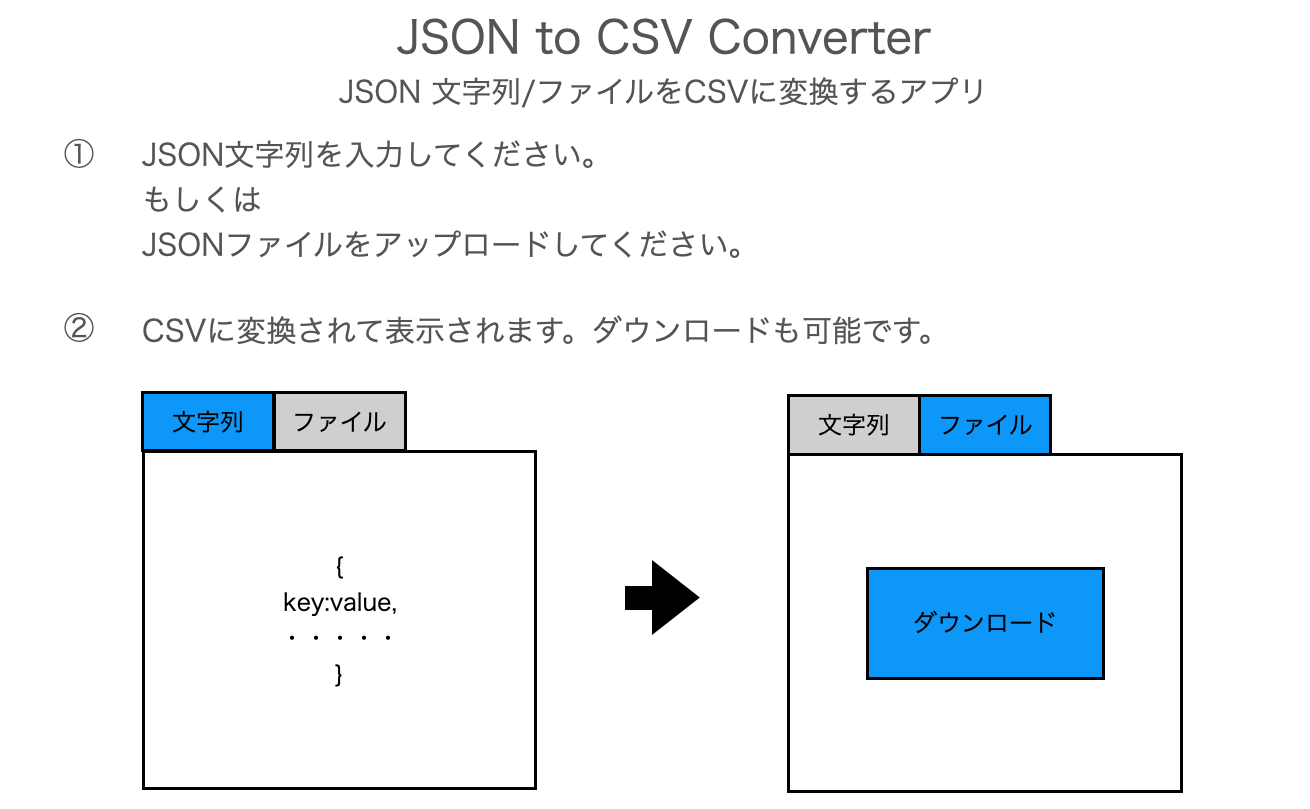 JSON to CSV Converter
JSON 文字列/ファイルをCSVに変換するアプリ
① JSON文字列を入力してください。
もしくは
JSONファイルをアップロードしてください。
② CSVに変換されて表示されます。ダウンロードも可能です。
文字列 ファイル
{
key:value,
・・・・・
}
文字列 ファイル
ダウンロード